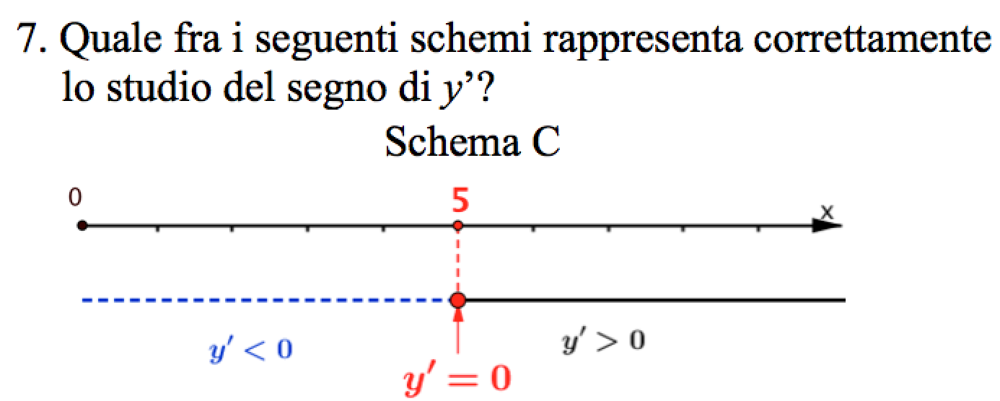 7. Quale fra i seguenti schemi rappresenta correttamente
lo studio del segno di y’?
Schema C
0 5 x
y′ < 0 y′ > 0
y′ = 0